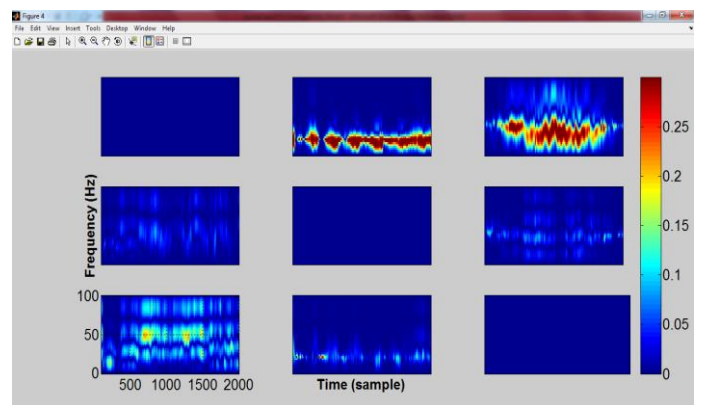 Figure 4
File Edit View Insert Tools Desktop Window Help
Frequency (Hz)
100
50
0
500 1000 1500 2000
Time (sample)
0.25
0.2
0.15
0.1
0.05
0